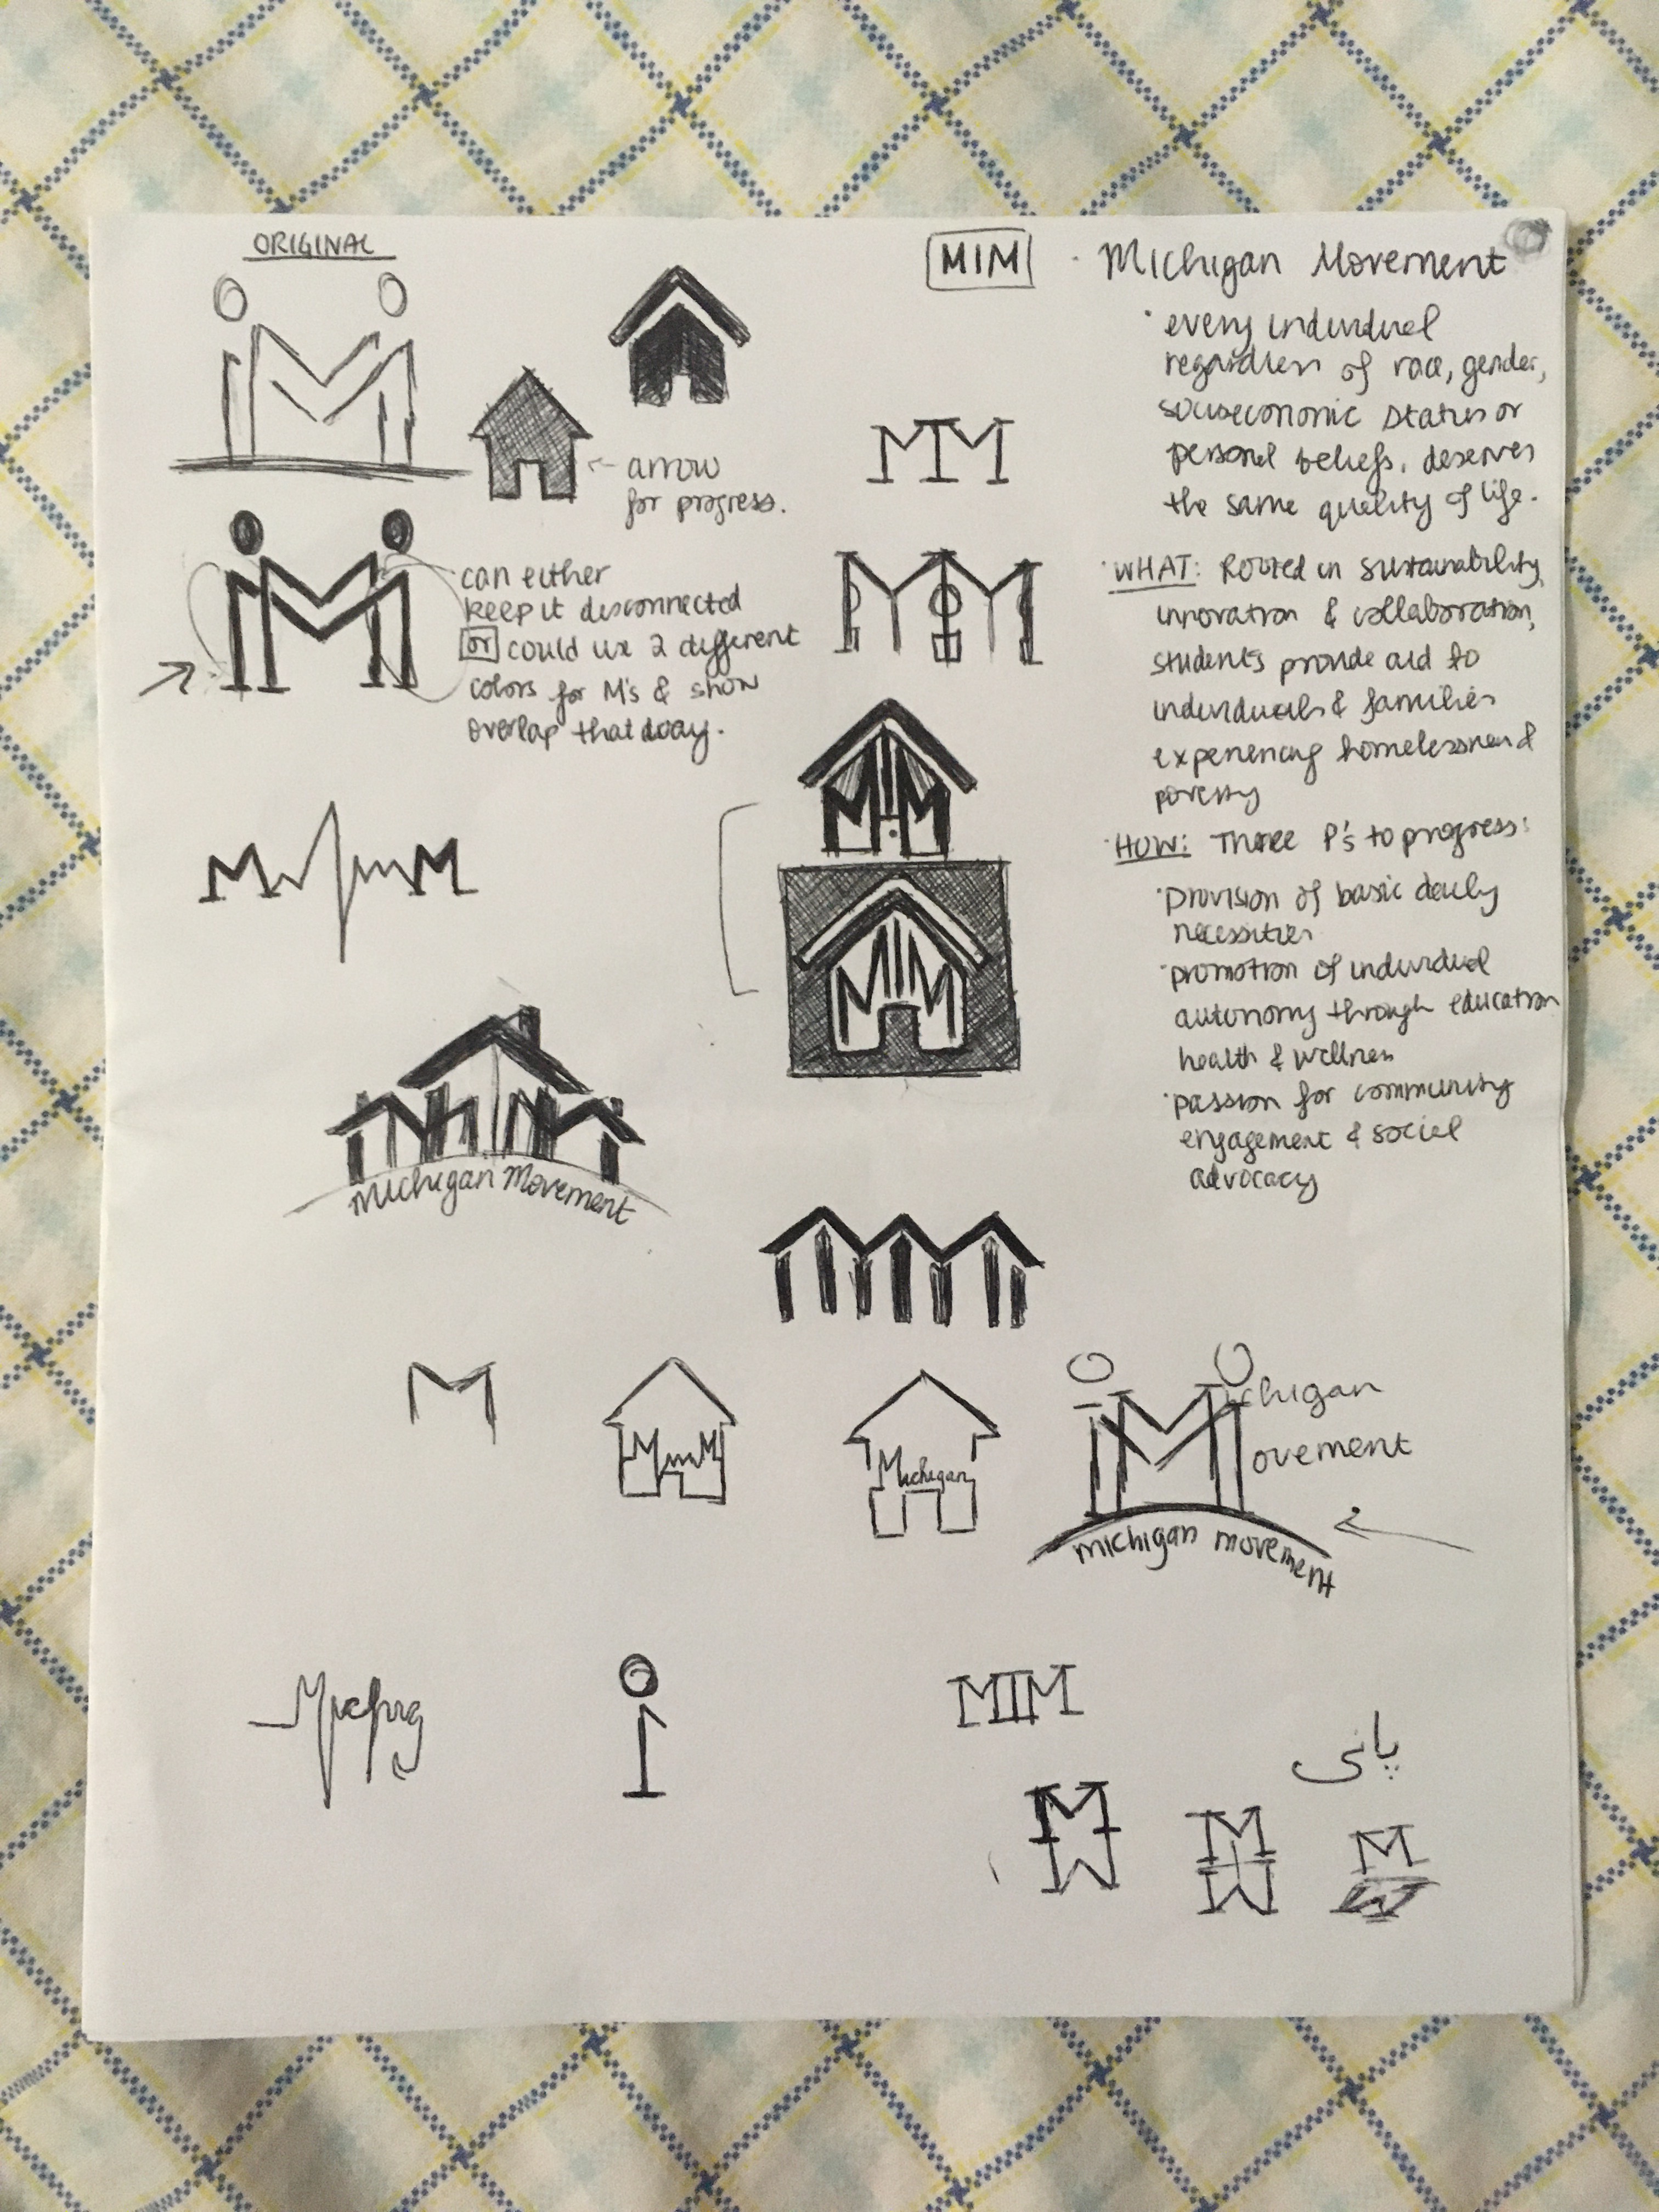 ORIGINAL
MIM
Michigan Movement
every individual
regardless of race, gender,
socioeconomic status or
personal beliefs, deserves
the same quality of life.
WHAT: Rooted in sustainability,
innovation & collaboration,
students provide aid to
individuals & families
experiencing homelessness &
poverty
HOW: Three P's to progress:
provision of basic daily
necessities
promotion of individual
autonomy through education
health & wellness
passion for community
engagement & social
advocacy
arrow
for progress.
can either
keep it disconnected
or could use 2 different
colors for M's & show
overlap that way.
MM
MM
M M
MIM
MIM
Michigan Movement
M
M M
Michigan
ichigan
ovement
michigan movement
MIM
پانی
M
M
M